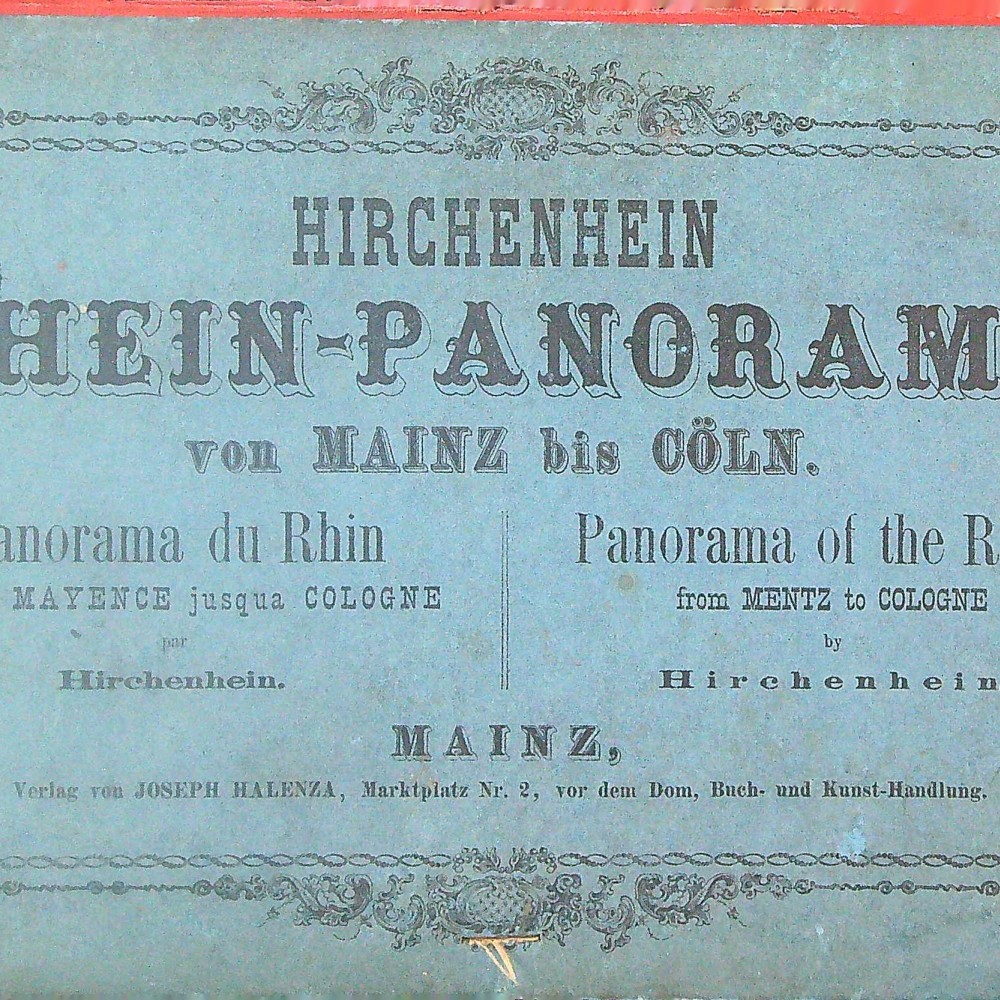 HIRCHENHEIN
HEIN-PANORAM
von MAINZ bis CÖLN.
anorama du Rhin
MAYENCE jusqua COLOGNE
par
Hirchenhein.
Panorama of the R
from MENTZ to COLOGNE
by
Hirchenhein
MAINZ,
Verlag von JOSEPH HALENZA, Marktplatz Nr. 2, vor dem Dom, Buch- und Kunst-Handlung.